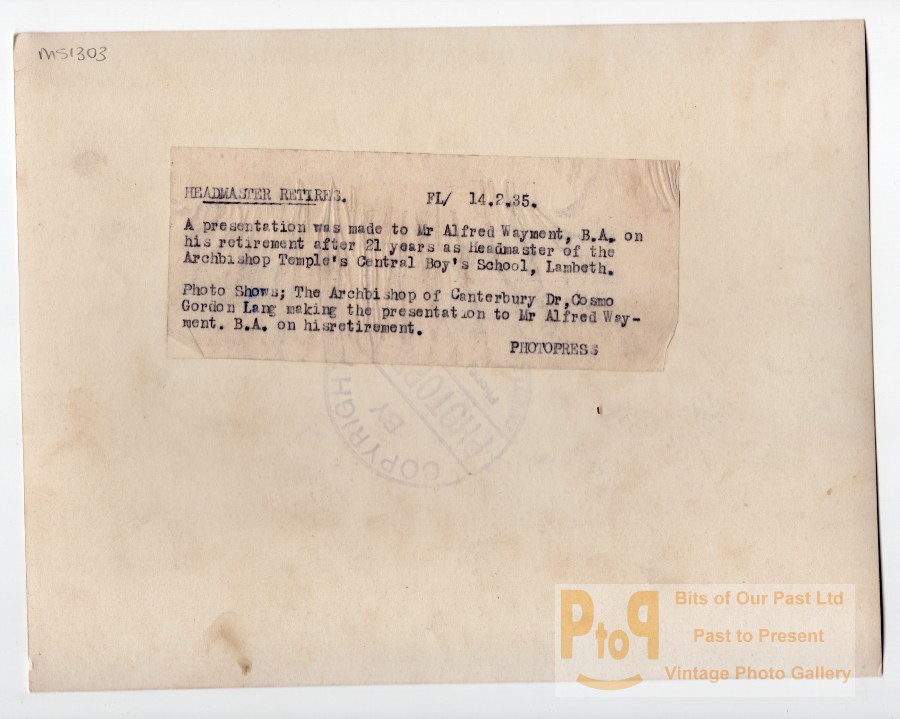 MS1303
HEADMASTER RETIRES. FL/ 14.2.35.
A presentation was made to Mr Alfred Wayment, B.A. on
his retirement after 21 years as Headmaster of the
Archbishop Temple's Central Boy's School, Lambeth.
Photo Shows; The Archbishop of Canterbury Dr,Cosmo
Gordon Lang making the presentation to Mr Alfred Way-
ment. B.A. on hisretirement.
PHOTOPRESS
COPYRIGH
BY
PtoP
Bits of Our Past Ltd
Past to Present
Vintage Photo Gallery